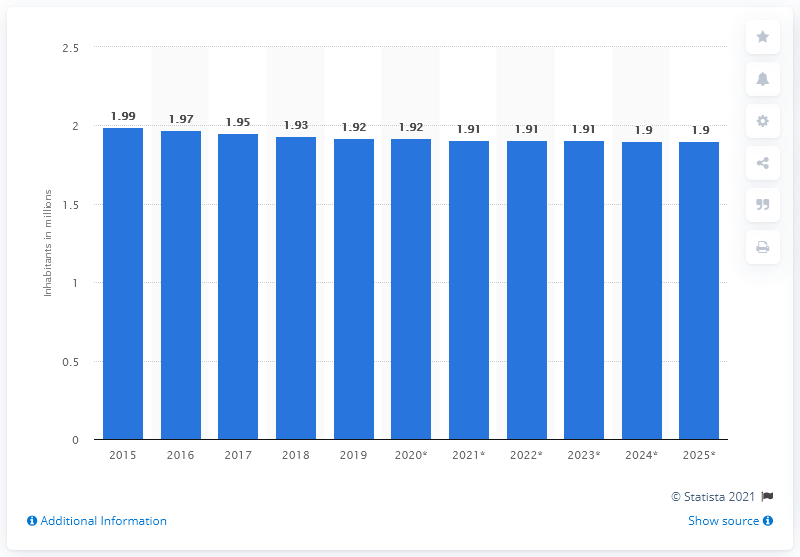 2.5
2
1.5
1
0.5
0
Inhabitants in millions
1.99 1.97 1.95 1.93 1.92 1.92 1.91 1.91 1.91 1.9 1.9
2015 2016 2017 2018 2019 2020* 2021* 2022* 2023* 2024* 2025*
© Statista 2021
Additional Information Show source